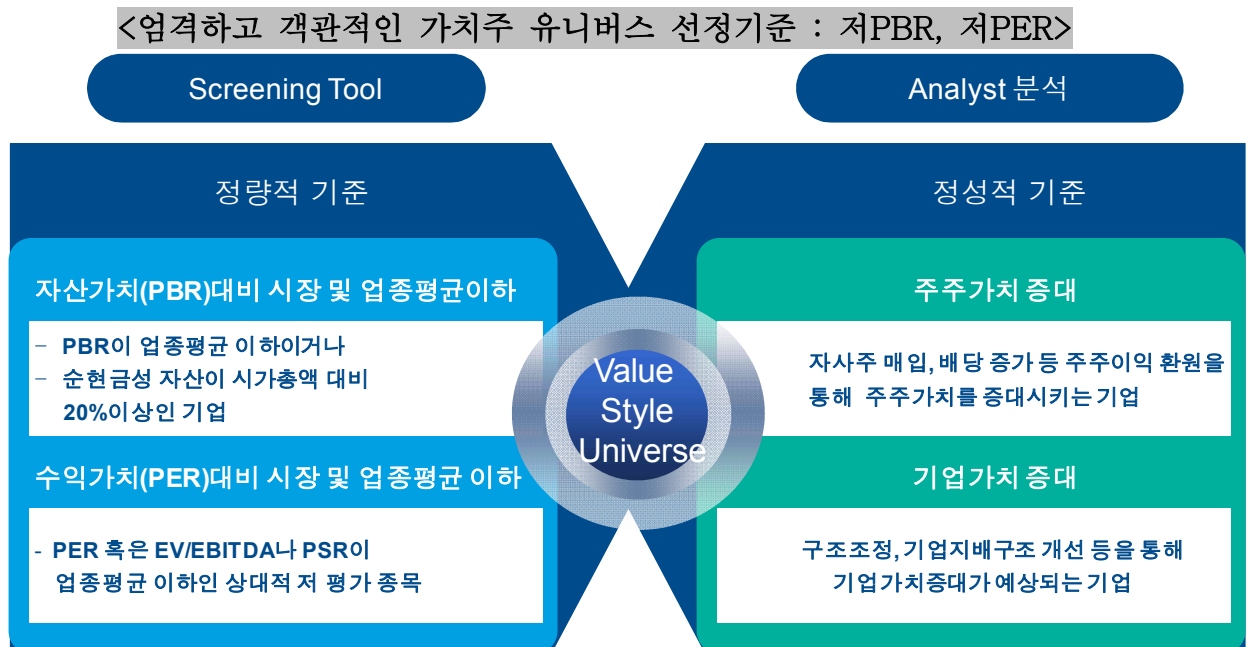 <엄격하고 객관적인 가치주 유니버스 선정기준 : 저PBR, 저PER>
Screening Tool
정량적 기준
자산가치(PBR)대비 시장 및 업종평균이하
− PBR이 업종평균 이하이거나
− 순현금성 자산이 시가총액 대비
20%이상인 기업
수익가치(PER)대비 시장 및 업종평균 이하
- PER 혹은 EV/EBITDA나 PSR이
업종평균 이하인 상대적 저 평가 종목
Value
Style
Universe
Analyst 분석
정성적 기준
주주가치 증대
자사주 매입, 배당 증가 등 주주이익 환원을
통해 주주가치를 증대시키는 기업
기업가치 증대
구조조정, 기업지배구조 개선 등을 통해
기업가치증대가 예상되는 기업